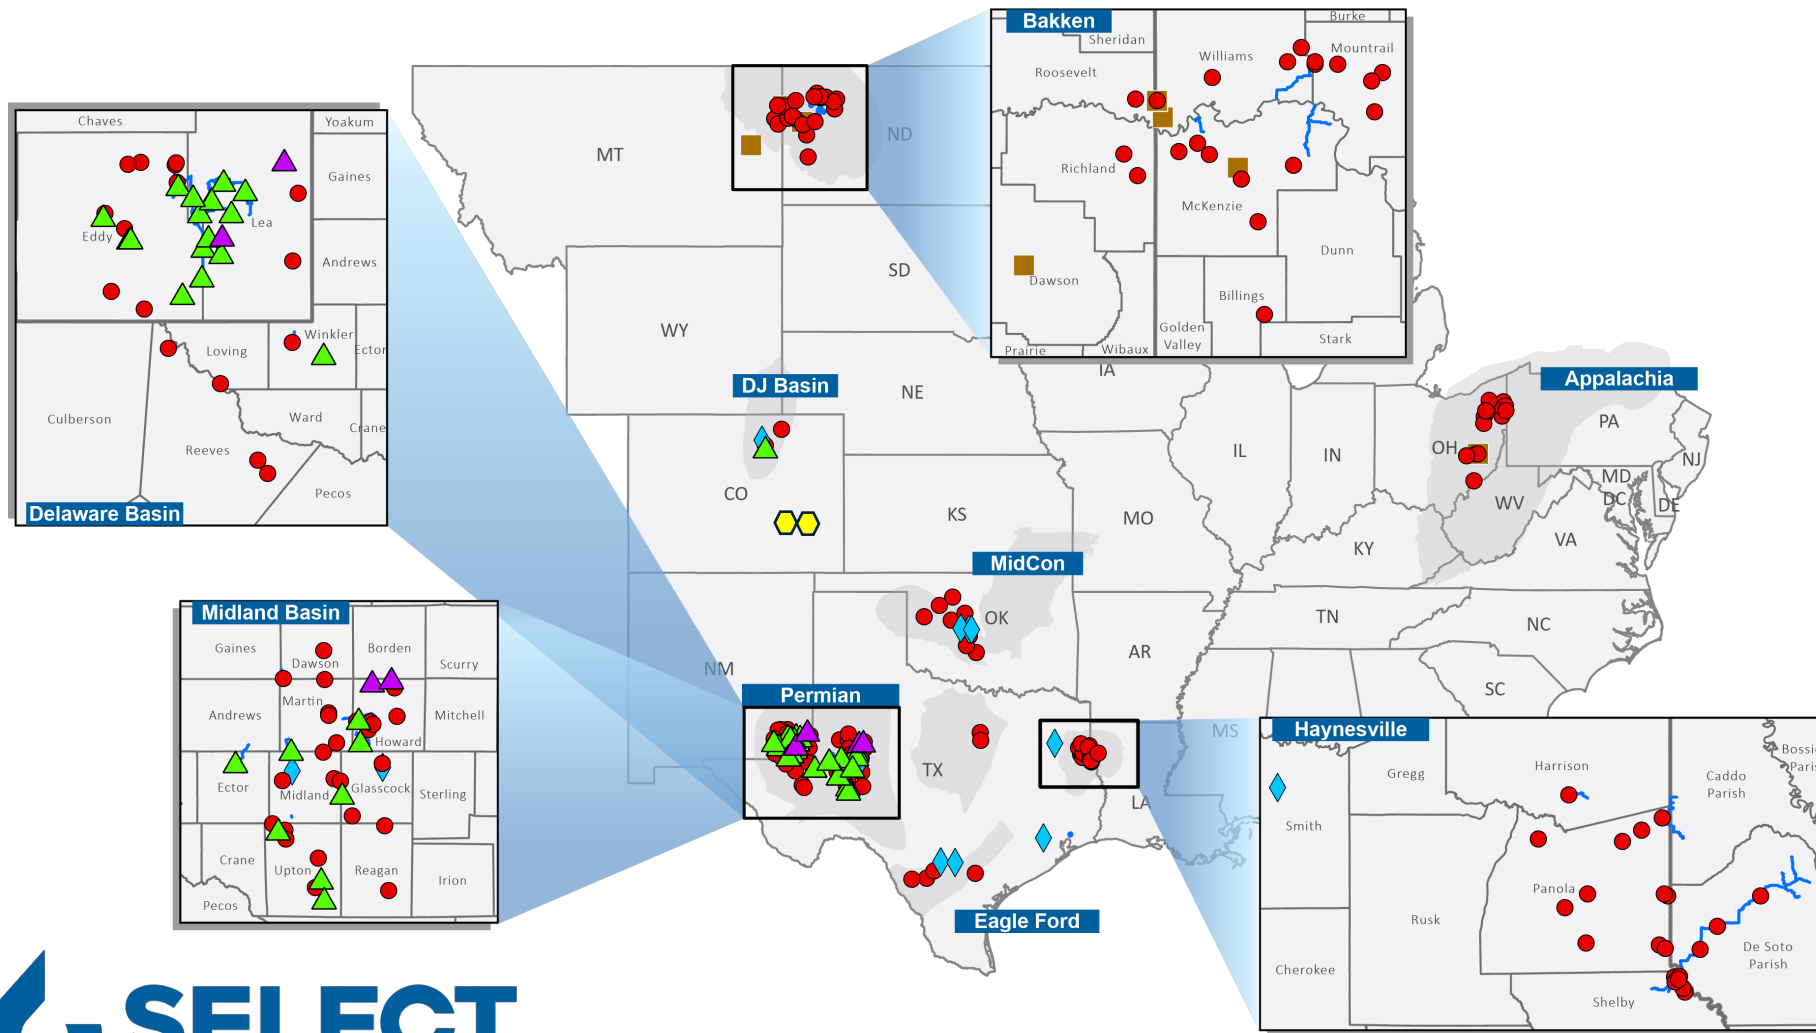 Bakken
Burke
Sheridan
Williams
Mountrail
Roosevelt
Richland
McKenzie
Dunn
Dawson
Billings
Golden
Valley
Stark
Prairie
Wibaux
Chaves
Yoakum
Gaines
Lea
Eddy
Andrews
Winkler
Ector
Loving
Ward
Crane
Culberson
Reeves
Pecos
Delaware Basin
MT
ND
SD
WY
NE
IA
DJ Basin
CO
KS
MO
IL
IN
OH
Appalachia
PA
NJ
MD
DC
DE
WV
VA
KY
MidCon
OK
TN
NC
AR
SC
NM
MS
Permian
TX
LA
Eagle Ford
Midland Basin
Gaines
Dawson
Borden
Scurry
Andrews
Martin
Mitchell
Howard
Ector
Midland
Glasscock
Sterling
Crane
Upton
Reagan
Irion
Pecos
Haynesville
Gregg
Harrison
Caddo
Parish
Smith
Panola
Rusk
De Soto
Parish
Cherokee
Shelby
SELECT